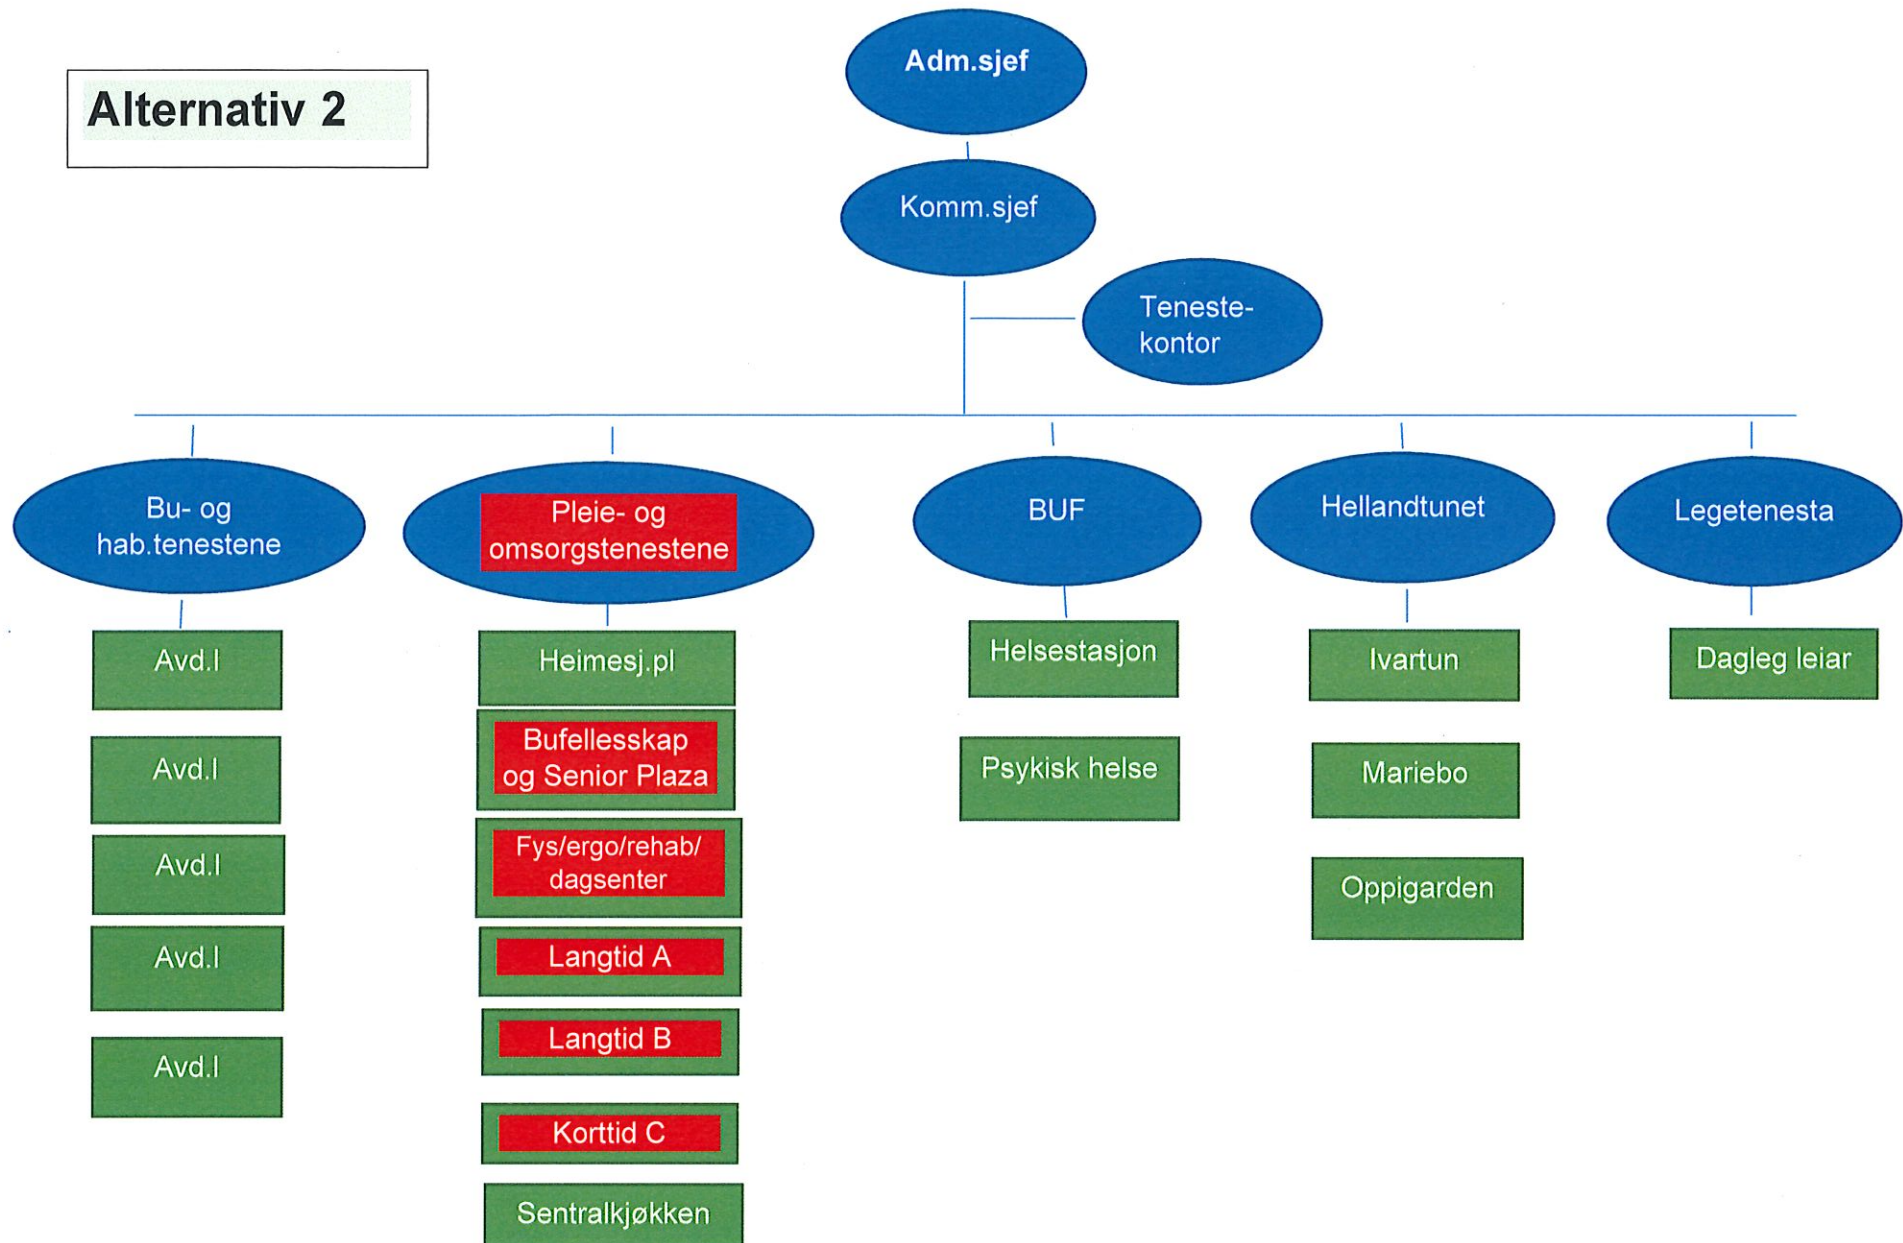 Alternativ 2
Adm.sjef
Komm.sjef
Teneste-
kontor
Bu- og
hab.tenestene
Pleie- og
omsorgstenestene
BUF
Hellandtunet
Legetenesta
Avd.l
Avd.l
Avd.l
Avd.l
Avd.l
Heimesj.pl
Bufellesskap
og Senior Plaza
Fys/ergo/rehab/
dagsenter
Langtid A
Langtid B
Korttid C
Sentralkjøkken
Helsestasjon
Psykisk helse
Ivartun
Mariebo
Oppigarden
Dagleg leiar